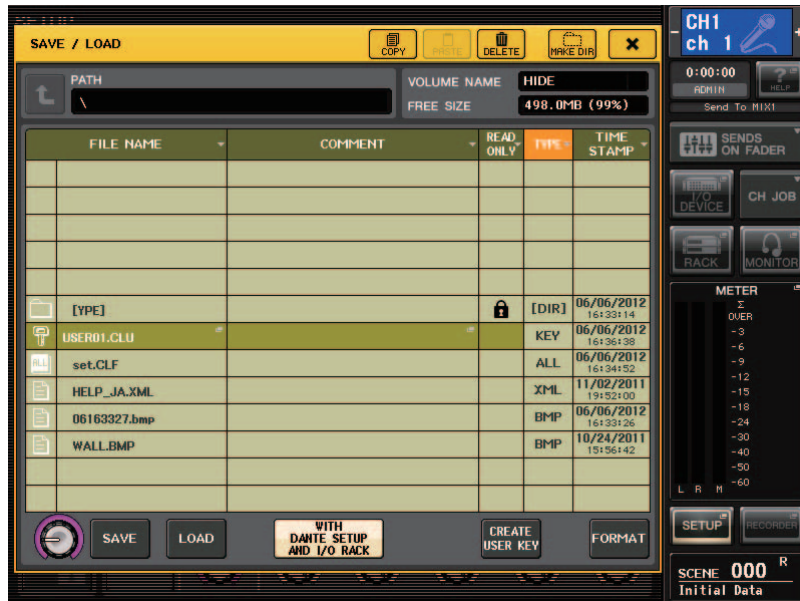 SAVE / LOAD
COPY
PASTE
DELETE
MAKE DIR
PATH
\
VOLUME NAME
HIDE
FREE SIZE
498.0MB (99%)
FILE NAME
COMMENT
READ ONLY
TYPE
TIME STAMP
[YPE]
[DIR]
06/06/2012
16:33:14
USER01.CLU
KEY
06/06/2012
16:36:38
ALL
set.CLF
ALL
06/06/2012
16:34:52
HELP_JA.XML
XML
11/02/2011
19:52:00
06163327.bmp
BMP
06/06/2012
16:33:26
WALL.BMP
BMP
10/24/2011
15:56:42
SAVE
LOAD
WITH
DANTE SETUP
AND I/O RACK
CREATE
USER KEY
FORMAT
CH1
ch 1
0:00:00
ADMIN
?
HELP
Send To MIX1
SENDS
ON FADER
I/O
DEVICE
CH JOB
RACK
MONITOR
METER
Σ
OVER
-3
-6
-9
-12
-15
-18
-24
-30
-40
-50
-60
L R M
SETUP
RECORDER
SCENE 000 R
Initial Data